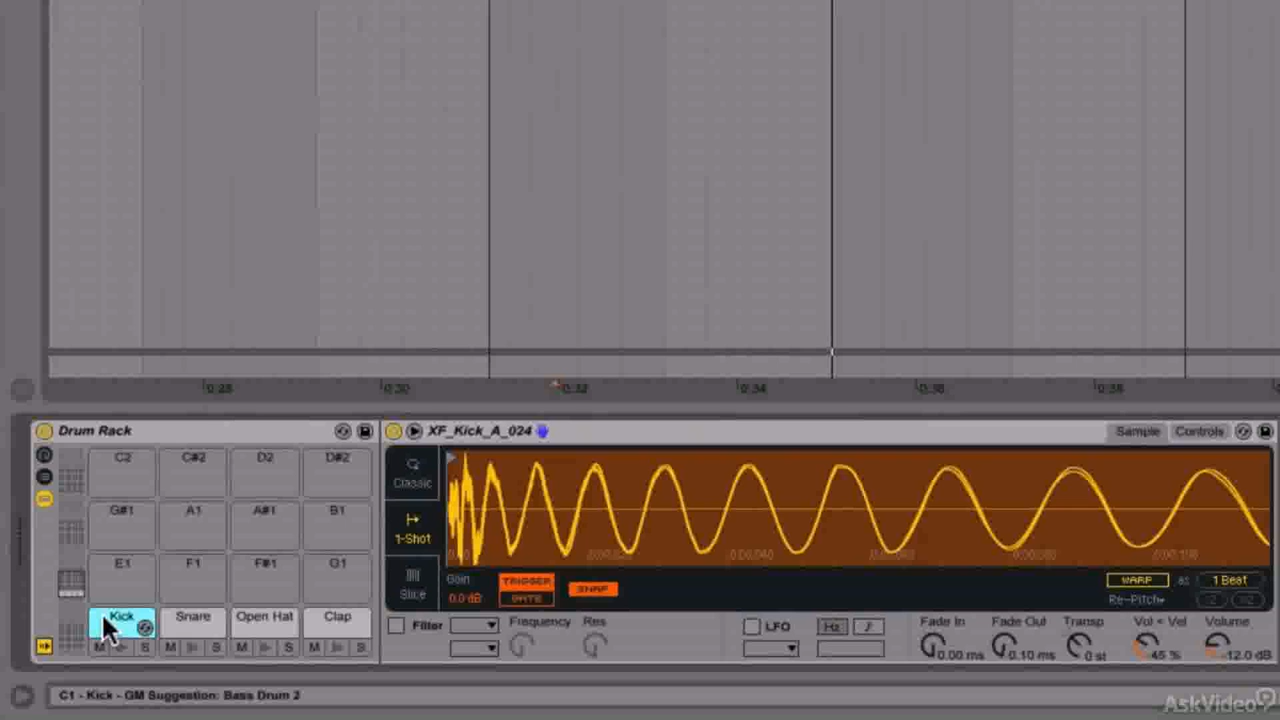 0:28 0:30 0:32 0:34 0:36 0:38
Drum Rack
C2 C#2 D2 D#2
G#1 A1 A#1 B1
E1 F1 F#1 G1
Kick Snare Open Hat Clap
M S M S M S M S
XF_Kick_A_024
Sample Controls
Classic
1-Shot
Slice
Gain
0.0 dB
TRIGGER
GATE
SNAP
WARP as 1 Beat
Re-Pitch
:2 *2
Filter
Frequency Res
LFO Hz
Fade In Fade Out Transp Vol < Vel Volume
0.00 ms 0.10 ms 0 st 45 % -12.0 dB
C1 - Kick - GM Suggestion: Bass Drum 2
AskVideo